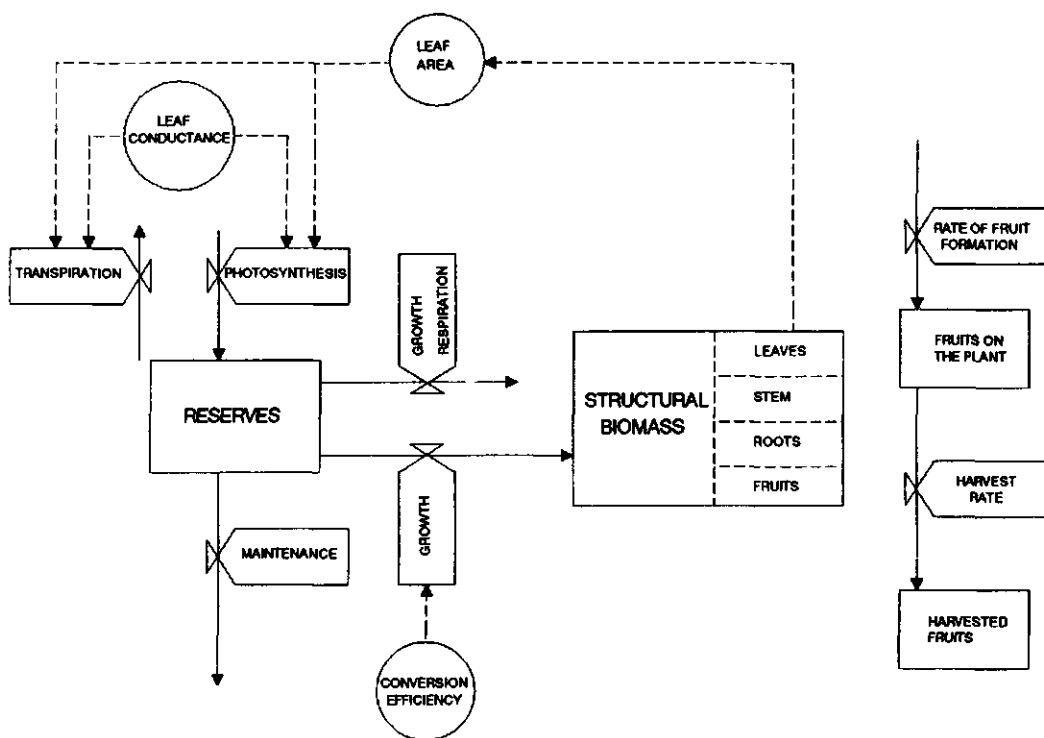 LEAF
AREA
LEAF
CONDUCTANCE
TRANSPIRATION
PHOTOSYNTHESIS
GROWTH
RESPIRATION
RESERVES
STRUCTURAL
BIOMASS
LEAVES
STEM
ROOTS
FRUITS
MAINTENANCE
GROWTH
CONVERSION
EFFICIENCY
RATE OF FRUIT
FORMATION
FRUITS ON
THE PLANT
HARVEST
RATE
HARVESTED
FRUITS